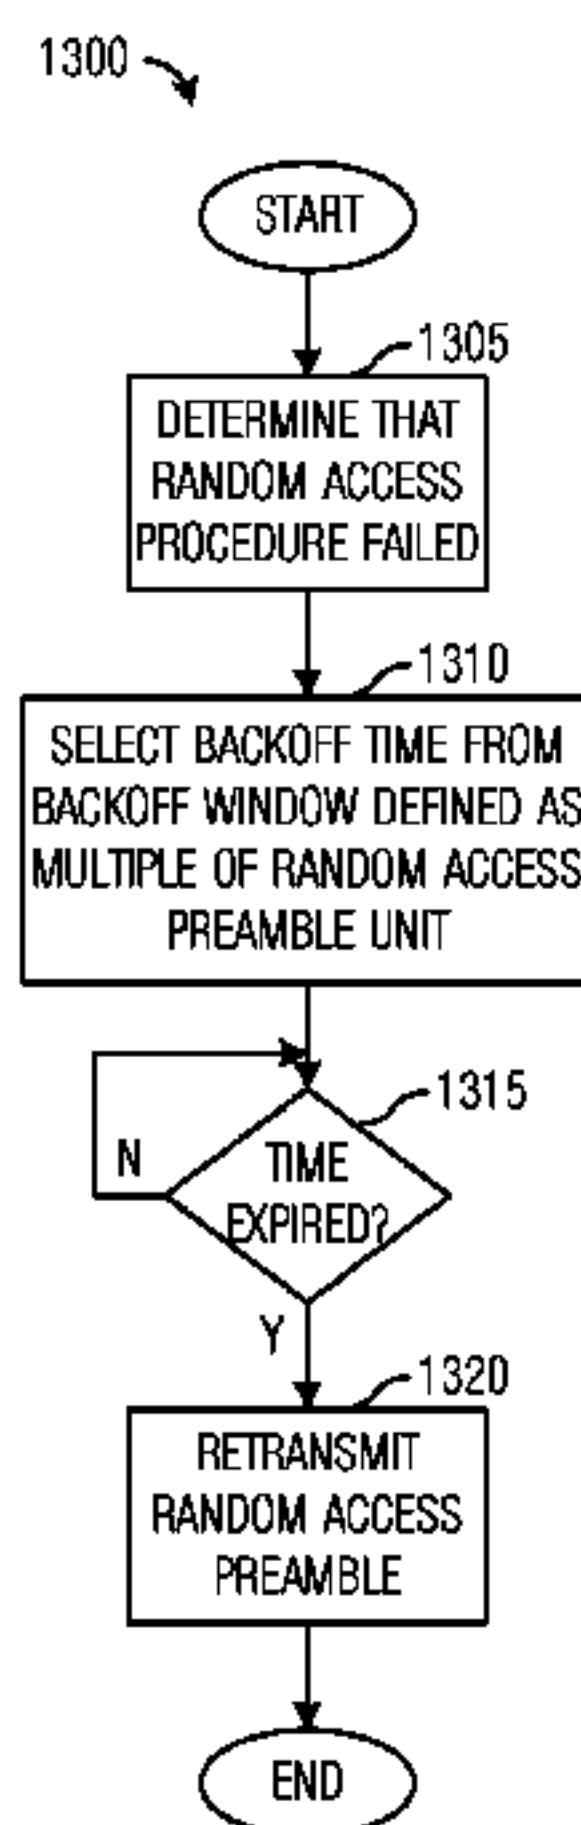 1300
START
1305
DETERMINE THAT
RANDOM ACCESS
PROCEDURE FAILED
1310
SELECT BACKOFF TIME FROM
BACKOFF WINDOW DEFINED AS
MULTIPLE OF RANDOM ACCESS
PREAMBLE UNIT
1315
N
TIME
EXPIRED?
Y
1320
RETRANSMIT
RANDOM ACCESS
PREAMBLE
END